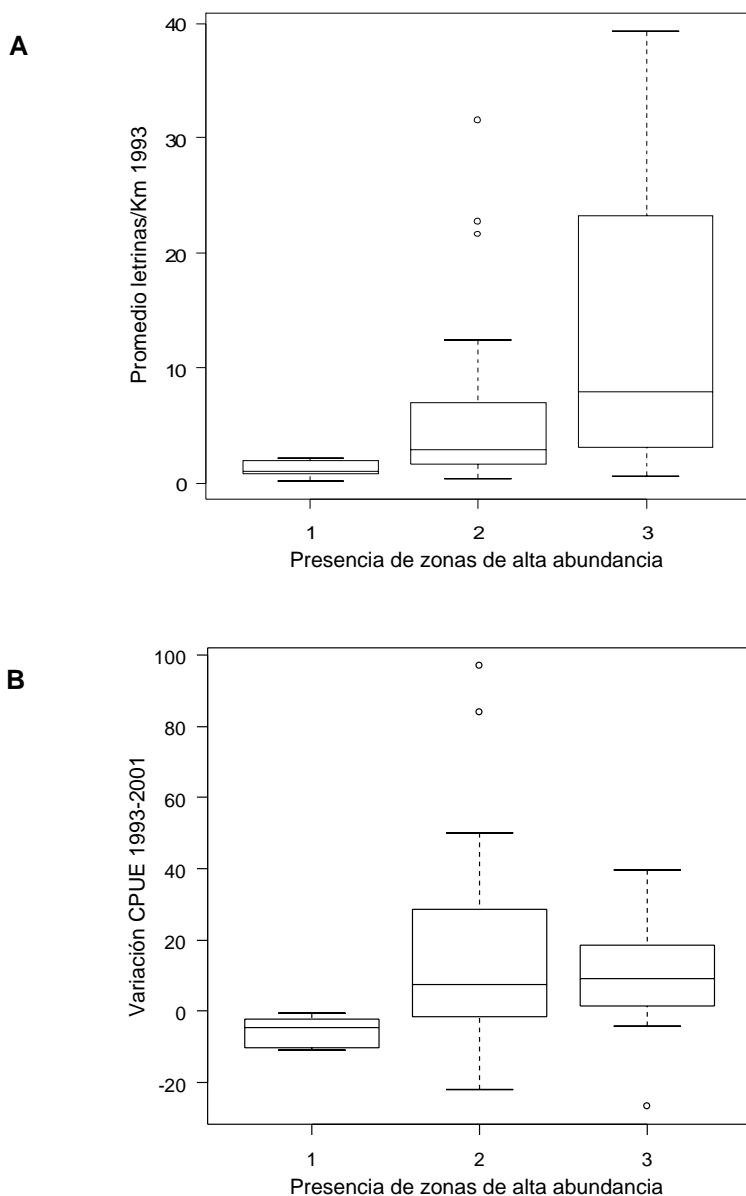 A
Promedio letrinas/Km 1993
40
30
20
10
0
1 2 3
Presencia de zonas de alta abundancia
B
Variación CPUE 1993-2001
100
80
60
40
20
0
-20
1 2 3
Presencia de zonas de alta abundancia